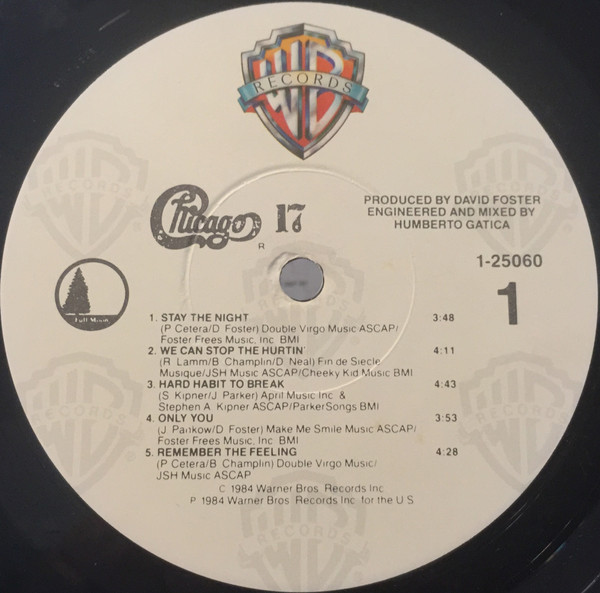 WB
RECORDS
Chicago 17
R
PRODUCED BY DAVID FOSTER
ENGINEERED AND MIXED BY
HUMBERTO GATICA
1-25060
1
Full Moon
1. STAY THE NIGHT 3:48
(P Cetera/D. Foster) Double Virgo Music ASCAP/
Foster Frees Music, Inc BMI
2. WE CAN STOP THE HURTIN' 4:11
(R Lamm/B Champlin/D Neal) Fin de Siecle
Musique/JSH Music ASCAP/Cheeky Kid Music BMI
3. HARD HABIT TO BREAK 4:43
(S Kipner/J Parker) April Music Inc &
Stephen A Kipner ASCAP/ParkerSongs BMI
4. ONLY YOU 3:53
(J Pankow/D Foster) Make Me Smile Music ASCAP/
Foster Frees Music, Inc BMI
5. REMEMBER THE FEELING 4:28
(P Cetera/B Champlin) Double Virgo Music/
JSH Music ASCAP
C 1984 Warner Bros Records Inc
P 1984 Warner Bros Records Inc for the U S